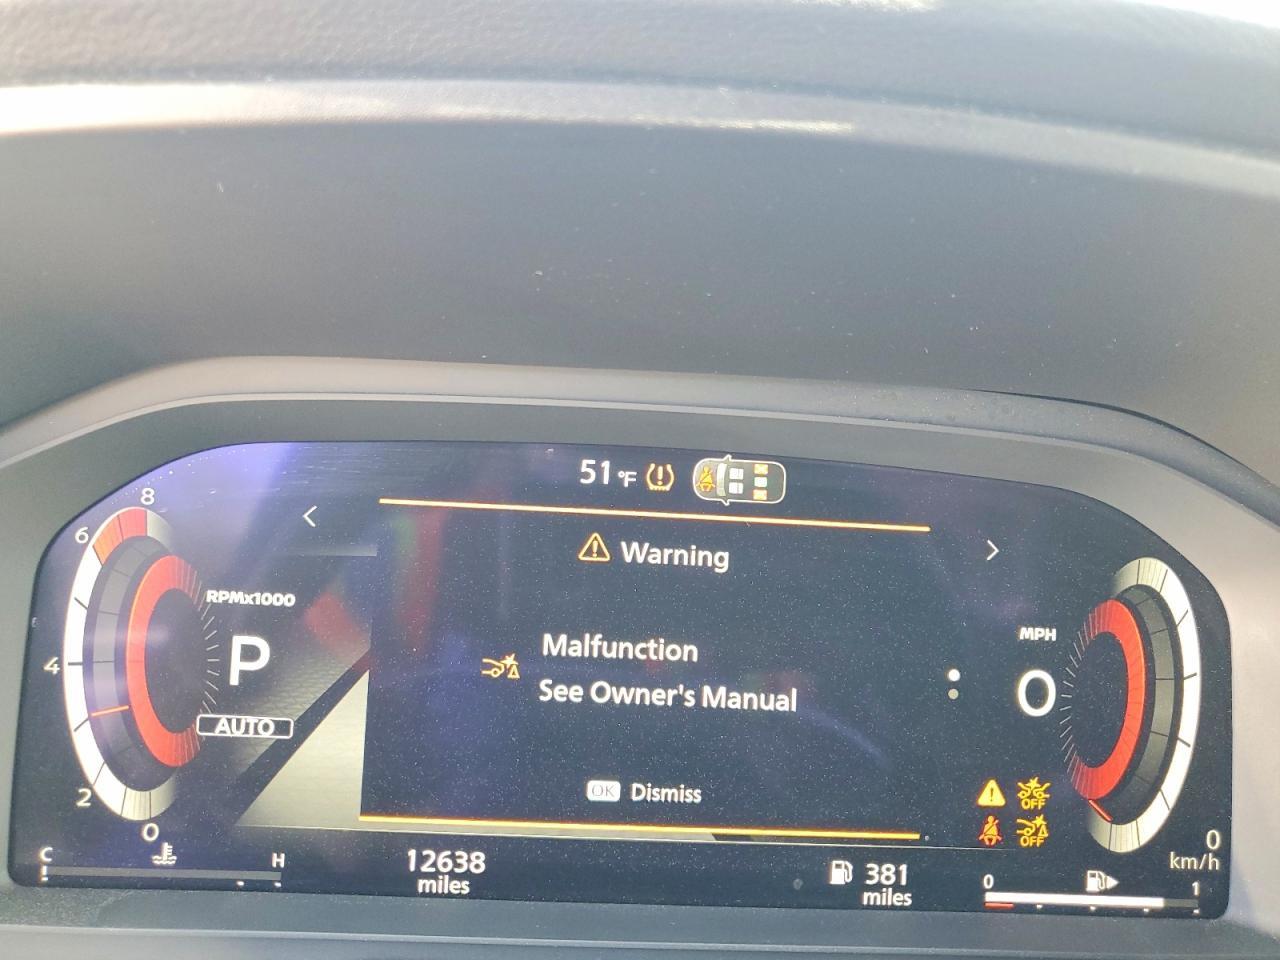 51 °F
Warning
8
6
4
2
0
RPMx1000
P
AUTO
Malfunction
See Owner's Manual
OK Dismiss
MPH
0
OFF
OFF
0
km/h
C
H
12638
miles
381
miles
0
1